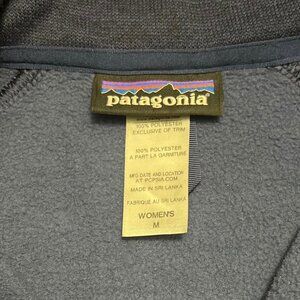 patagonia®
100% POLYESTER
EXCLUSIVE OF TRIM
100% POLYESTER
A PART LA GARNITURE
MFG DATE AND LOCATION
AT PCPSIA.COM
MADE IN SRI LANKA
FABRIQUÉ AU SRI LANKA
WOMEN'S
M